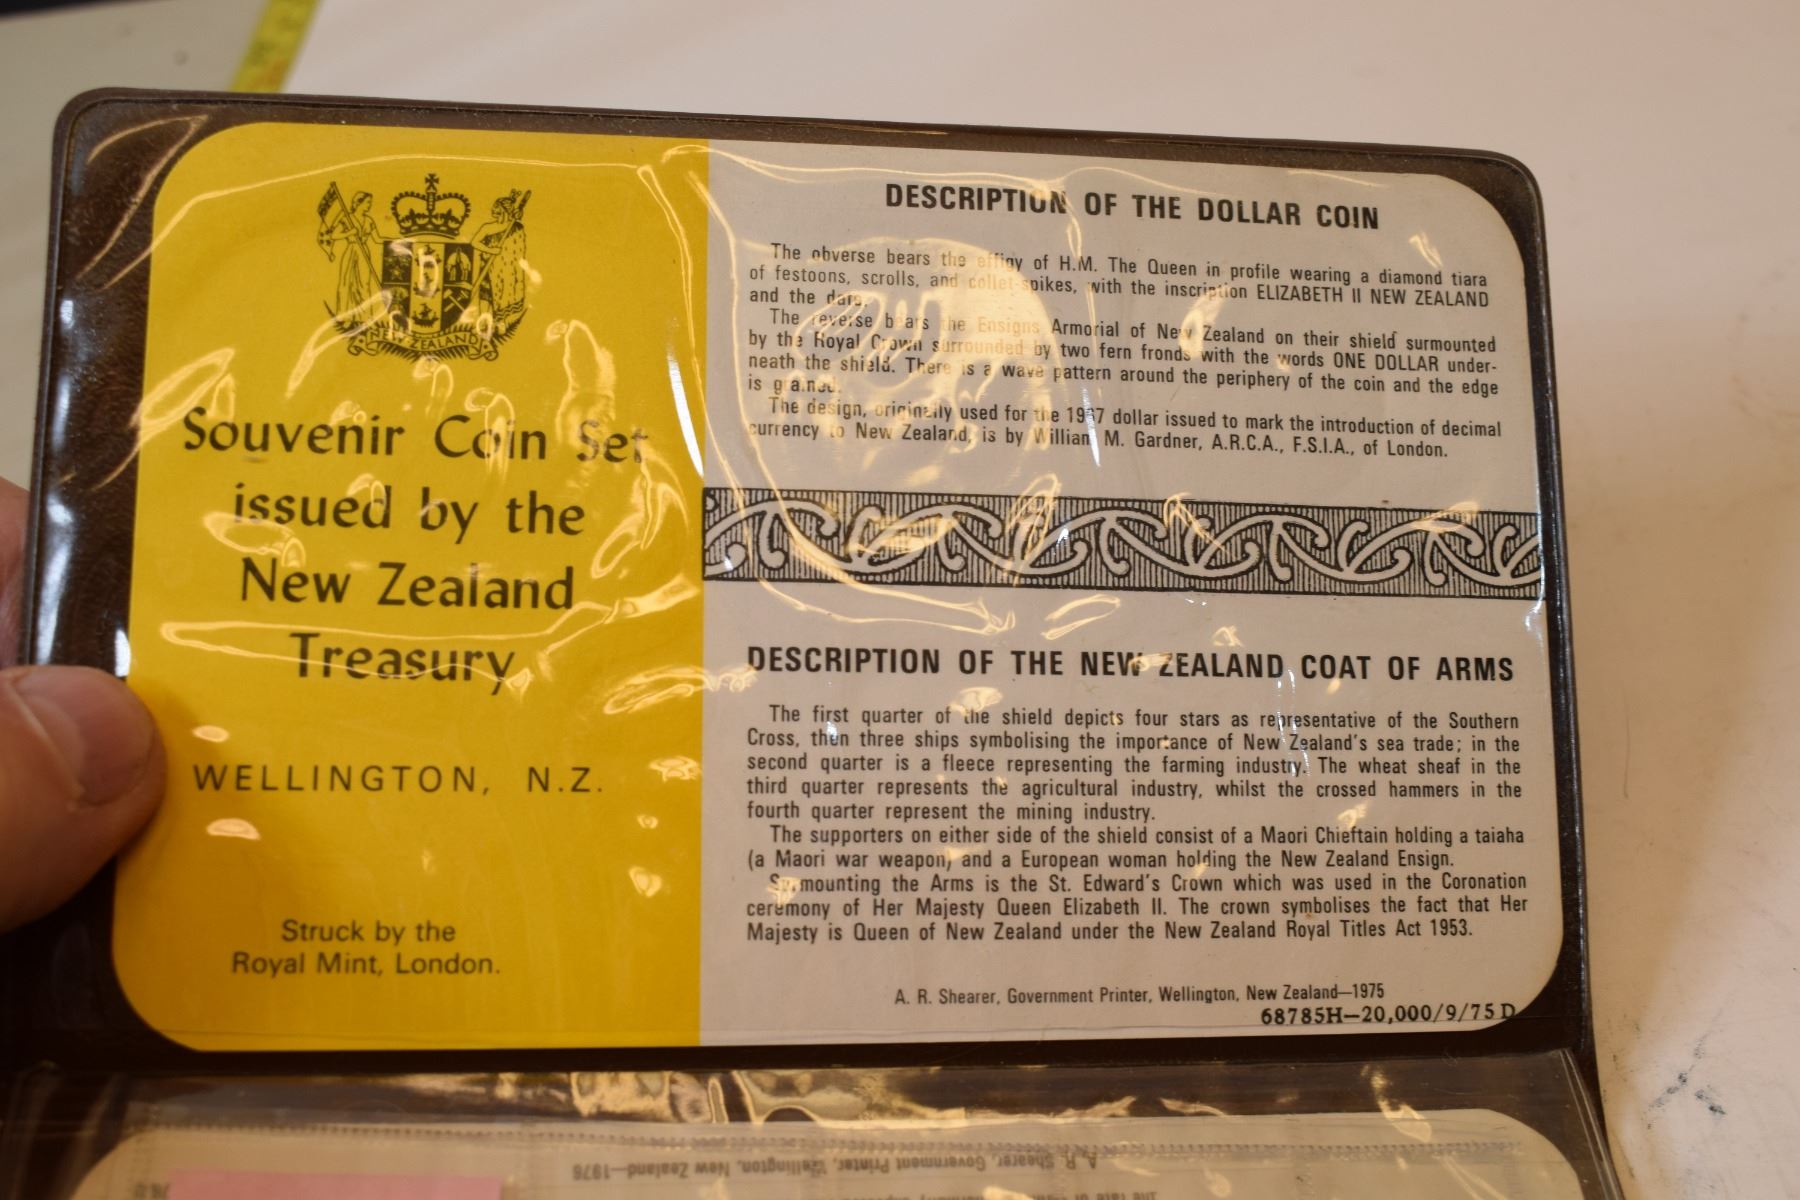 NEW ZEALAND
Souvenir Coin Set
issued by the
New Zealand
Treasury
WELLINGTON, N.Z.
Struck by the
Royal Mint, London.
DESCRIPTION OF THE DOLLAR COIN
The obverse bears the effigy of H.M. The Queen in profile wearing a diamond tiara
of festoons, scrolls, and collet-spikes, with the inscription ELIZABETH II NEW ZEALAND
and the date.
The reverse bears the Ensigns Armorial of New Zealand on their shield surmounted
by the Royal Crown surrounded by two fern fronds with the words ONE DOLLAR under-
neath the shield. There is a wave pattern around the periphery of the coin and the edge
is grained.
The design, originally used for the 1967 dollar issued to mark the introduction of decimal
currency to New Zealand, is by William M. Gardner, A.R.C.A., F.S.I.A., of London.
DESCRIPTION OF THE NEW ZEALAND COAT OF ARMS
The first quarter of the shield depicts four stars as representative of the Southern
Cross, then three ships symbolising the importance of New Zealand's sea trade; in the
second quarter is a fleece representing the farming industry. The wheat sheaf in the
third quarter represents the agricultural industry, whilst the crossed hammers in the
fourth quarter represent the mining industry.
The supporters on either side of the shield consist of a Maori Chieftain holding a taiaha
(a Maori war weapon) and a European woman holding the New Zealand Ensign.
Surmounting the Arms is the St. Edward's Crown which was used in the Coronation
ceremony of Her Majesty Queen Elizabeth II. The crown symbolises the fact that Her
Majesty is Queen of New Zealand under the New Zealand Royal Titles Act 1953.
A. R. Shearer, Government Printer, Wellington, New Zealand—1975
68785H—20,000/9/75 D
A. R. Shearer, Government Printer, Wellington, New Zealand—1976